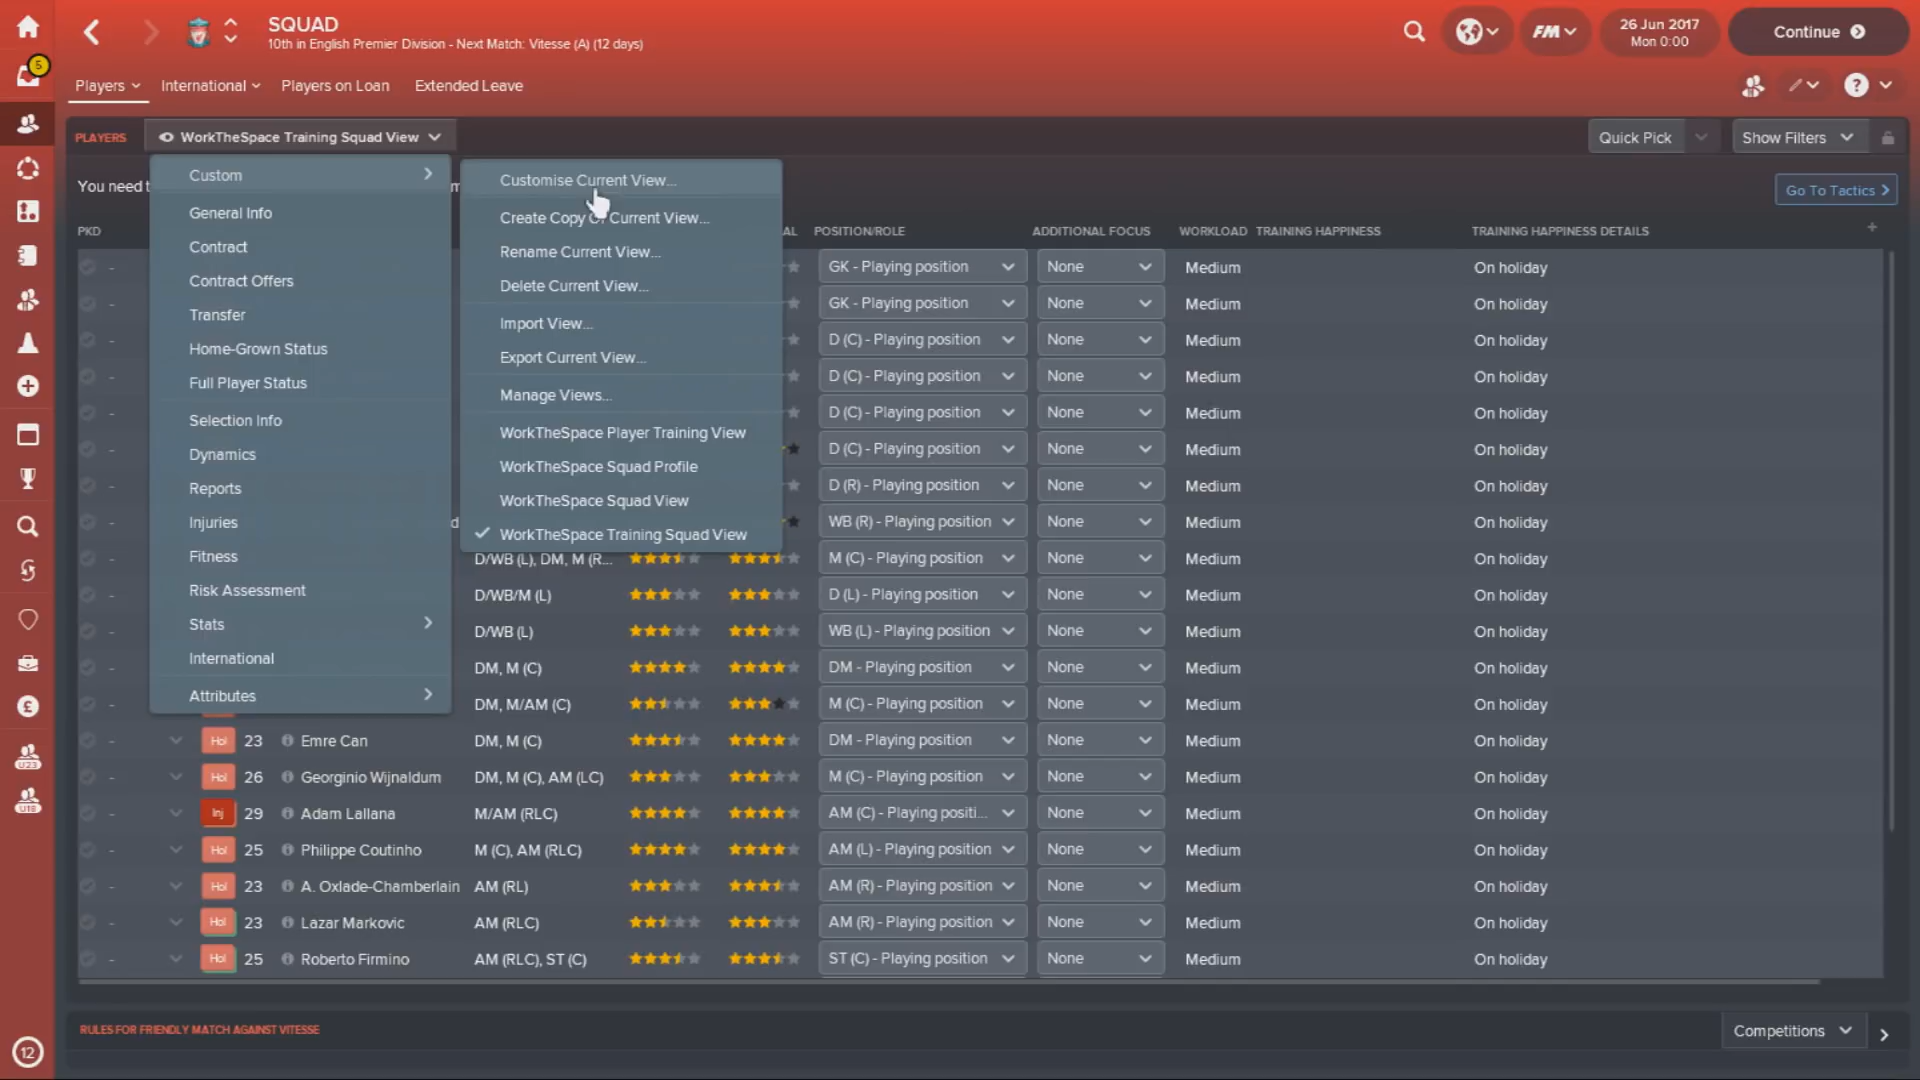 SQUAD
10th in English Premier Division - Next Match: Vitesse (A) (12 days)
FM
26 Jun 2017
Mon 0:00
Continue
5
Players
International
Players on Loan
Extended Leave
?
PLAYERS
WorkTheSpace Training Squad View
Quick Pick
Show Filters
You need t
Go To Tactics
PKD
AL
POSITION/ROLE
ADDITIONAL FOCUS
WORKLOAD
TRAINING HAPPINESS
TRAINING HAPPINESS DETAILS
+
Custom
General Info
Contract
Contract Offers
Transfer
Home-Grown Status
Full Player Status
Selection Info
Dynamics
Reports
Injuries
Fitness
Risk Assessment
Stats
International
Attributes
Customise Current View...
Create Copy Of Current View...
Rename Current View...
Delete Current View...
Import View...
Export Current View...
Manage Views...
WorkTheSpace Player Training View
WorkTheSpace Squad Profile
WorkTheSpace Squad View
WorkTheSpace Training Squad View
- GK - Playing position None Medium On holiday
- GK - Playing position None Medium On holiday
- D (C) - Playing position None Medium On holiday
- D (C) - Playing position None Medium On holiday
- D (C) - Playing position None Medium On holiday
- D (C) - Playing position None Medium On holiday
- D (R) - Playing position None Medium On holiday
- WB (R) - Playing position None Medium On holiday
- D/WB (L), DM, M (R... M (C) - Playing position None Medium On holiday
- D/WB/M (L) D (L) - Playing position None Medium On holiday
- D/WB (L) WB (L) - Playing position None Medium On holiday
- DM, M (C) DM - Playing position None Medium On holiday
- DM, M/AM (C) M (C) - Playing position None Medium On holiday
- Hol 23 Emre Can DM, M (C) DM - Playing position None Medium On holiday
- Hol 26 Georginio Wijnaldum DM, M (C), AM (LC) M (C) - Playing position None Medium On holiday
- Inj 29 Adam Lallana M/AM (RLC) AM (C) - Playing positi... None Medium On holiday
- Hol 25 Philippe Coutinho M (C), AM (RLC) AM (L) - Playing position None Medium On holiday
- Hol 23 A. Oxlade-Chamberlain AM (RL) AM (R) - Playing position None Medium On holiday
- Hol 23 Lazar Markovic AM (RLC) AM (R) - Playing position None Medium On holiday
- Hol 25 Roberto Firmino AM (RLC), ST (C) ST (C) - Playing position None Medium On holiday
U23
U18
RULES FOR FRIENDLY MATCH AGAINST VITESSE
Competitions
12